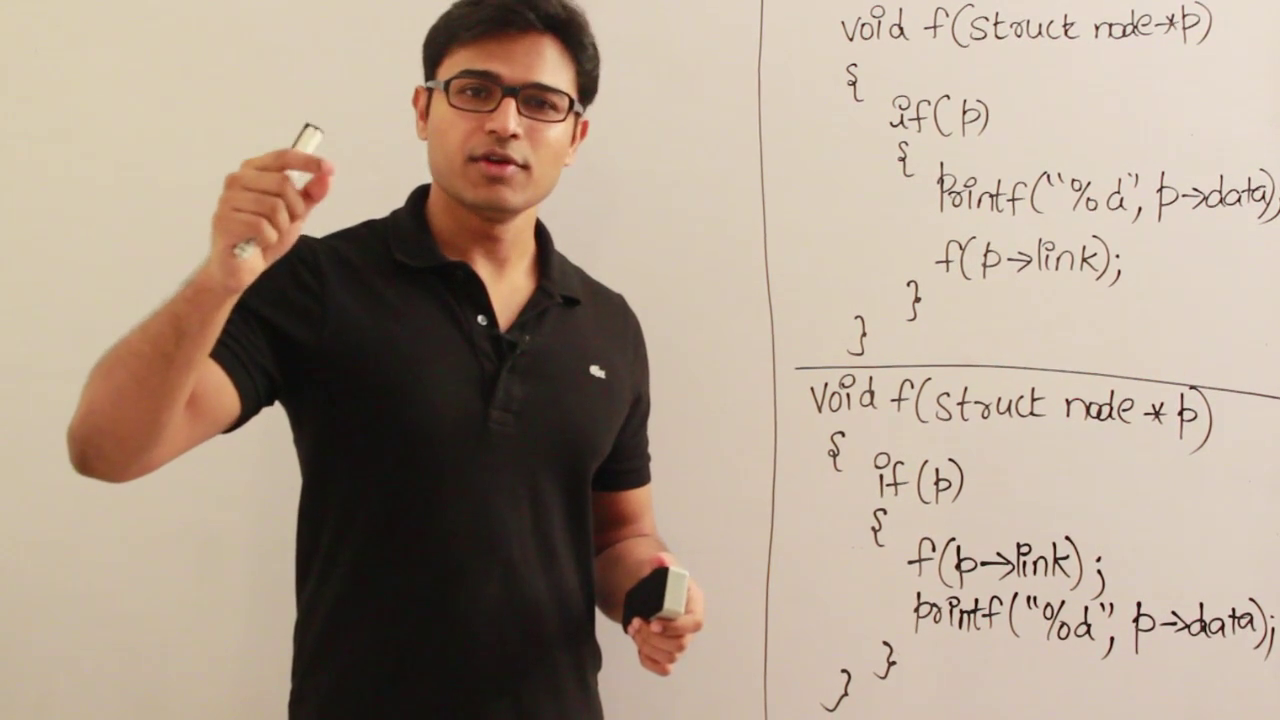 void f(struct node *p)
{
if(p)
{
printf("%d", p->data);
f(p->link);
}
}
void f(struct node *p)
{
if(p)
{
f(p->link);
printf("%d", p->data);
}
}